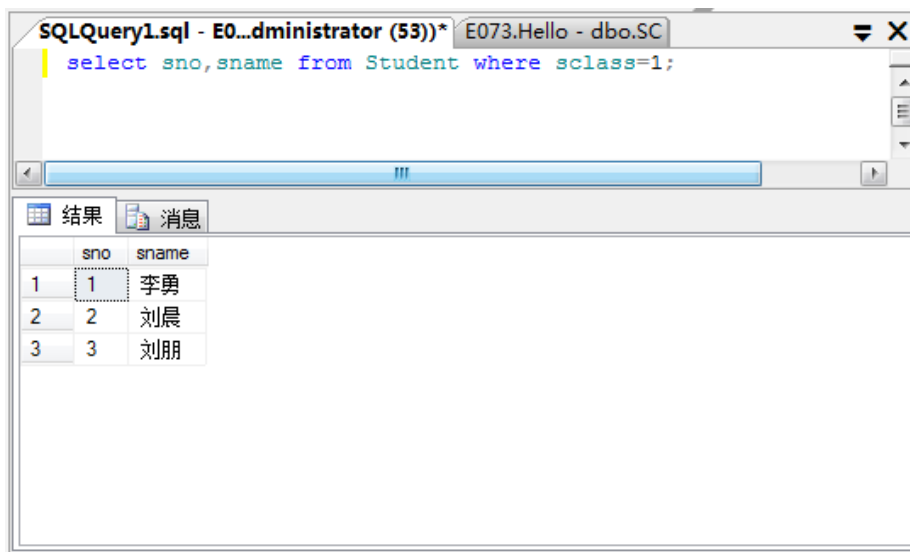 SQLQuery1.sql - E0...dministrator (53))* E073.Hello - dbo.SC
select sno,sname from Student where sclass=1;
结果 消息
sno sname
1 1 李勇
2 2 刘晨
3 3 刘朋